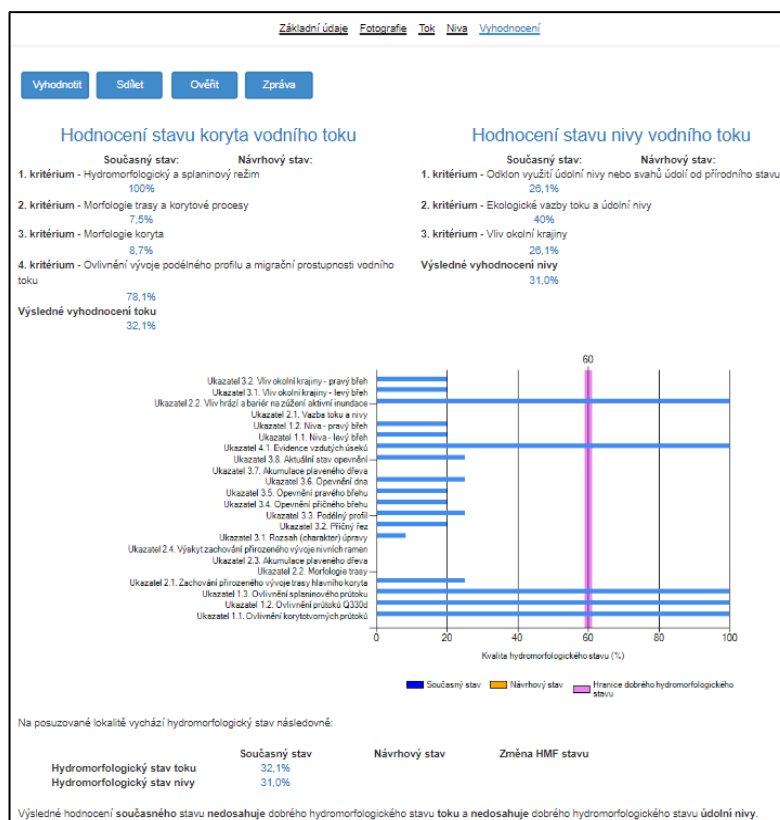 Základní údaje Fotografie Tok Niva Vyhodnocení
Vyhodnotit Sdílet Ověřit Zpráva
Hodnocení stavu koryta vodního toku
Současný stav: Návrhový stav:
1. kritérium - Hydromorfologický a splaninový režim
100%
2. kritérium - Morfologie trasy a korytové procesy
7,5%
3. kritérium - Morfologie koryta
8,7%
4. kritérium - Ovlivnění vývoje podélného profilu a migrační prostupnosti vodního
toku
78,1%
Výsledné vyhodnocení toku
32,1%
Hodnocení stavu nivy vodního toku
Současný stav: Návrhový stav:
1. kritérium - Odklon využití údolní nivy nebo svahů údolí od přírodního stavu
26,1%
2. kritérium - Ekologické vazby toku a údolní nivy
40%
3. kritérium - Vliv okolní krajiny
26,1%
Výsledné vyhodnocení nivy
31,0%
60
Ukazatel 3.2. Vliv okolní krajiny - pravý břeh
Ukazatel 3.1. Vliv okolní krajiny - levý břeh
Ukazatel 2.2. Vliv hrází a bariér na zúžení aktivní inundace
Ukazatel 2.1. Vazba toku a nivy
Ukazatel 1.2. Niva - pravý břeh
Ukazatel 1.1. Niva - levý břeh
Ukazatel 4.1. Evidence vzdutých úseků
Ukazatel 3.8. Aktuální stav opevnění
Ukazatel 3.7. Akumulace plaveného dřeva
Ukazatel 3.6. Opevnění dna
Ukazatel 3.5. Opevnění pravého břehu
Ukazatel 3.4. Opevnění příčného břehu
Ukazatel 3.3. Podélný profil
Ukazatel 3.2. Příčný řez
Ukazatel 3.1. Rozsah (charakter) úpravy
Ukazatel 2.4. Výskyt zachování přirozeného vývoje nivních ramen
Ukazatel 2.3. Akumulace plaveného dřeva
Ukazatel 2.2. Morfologie trasy
Ukazatel 2.1. Zachování přirozeného vývoje trasy hlavního koryta
Ukazatel 1.3. Ovlivnění splaninového průtoku
Ukazatel 1.2. Ovlivnění průtoků Q330d
Ukazatel 1.1. Ovlivnění korytotvorných průtoků
0 20 40 60 80 100
Kvalita hydromorfologického stavu (%)
Současný stav Návrhový stav Hranice dobrého hydromorfologického
stavu
Na posuzované lokalitě vychází hydromorfologický stav následovně:
Současný stav Návrhový stav Změna HMF stavu
Hydromorfologický stav toku 32,1%
Hydromorfologický stav nivy 31,0%
Výsledné hodnocení současného stavu nedosahuje dobrého hydromorfologického stavu toku a nedosahuje dobrého hydromorfologického stavu údolní nivy.